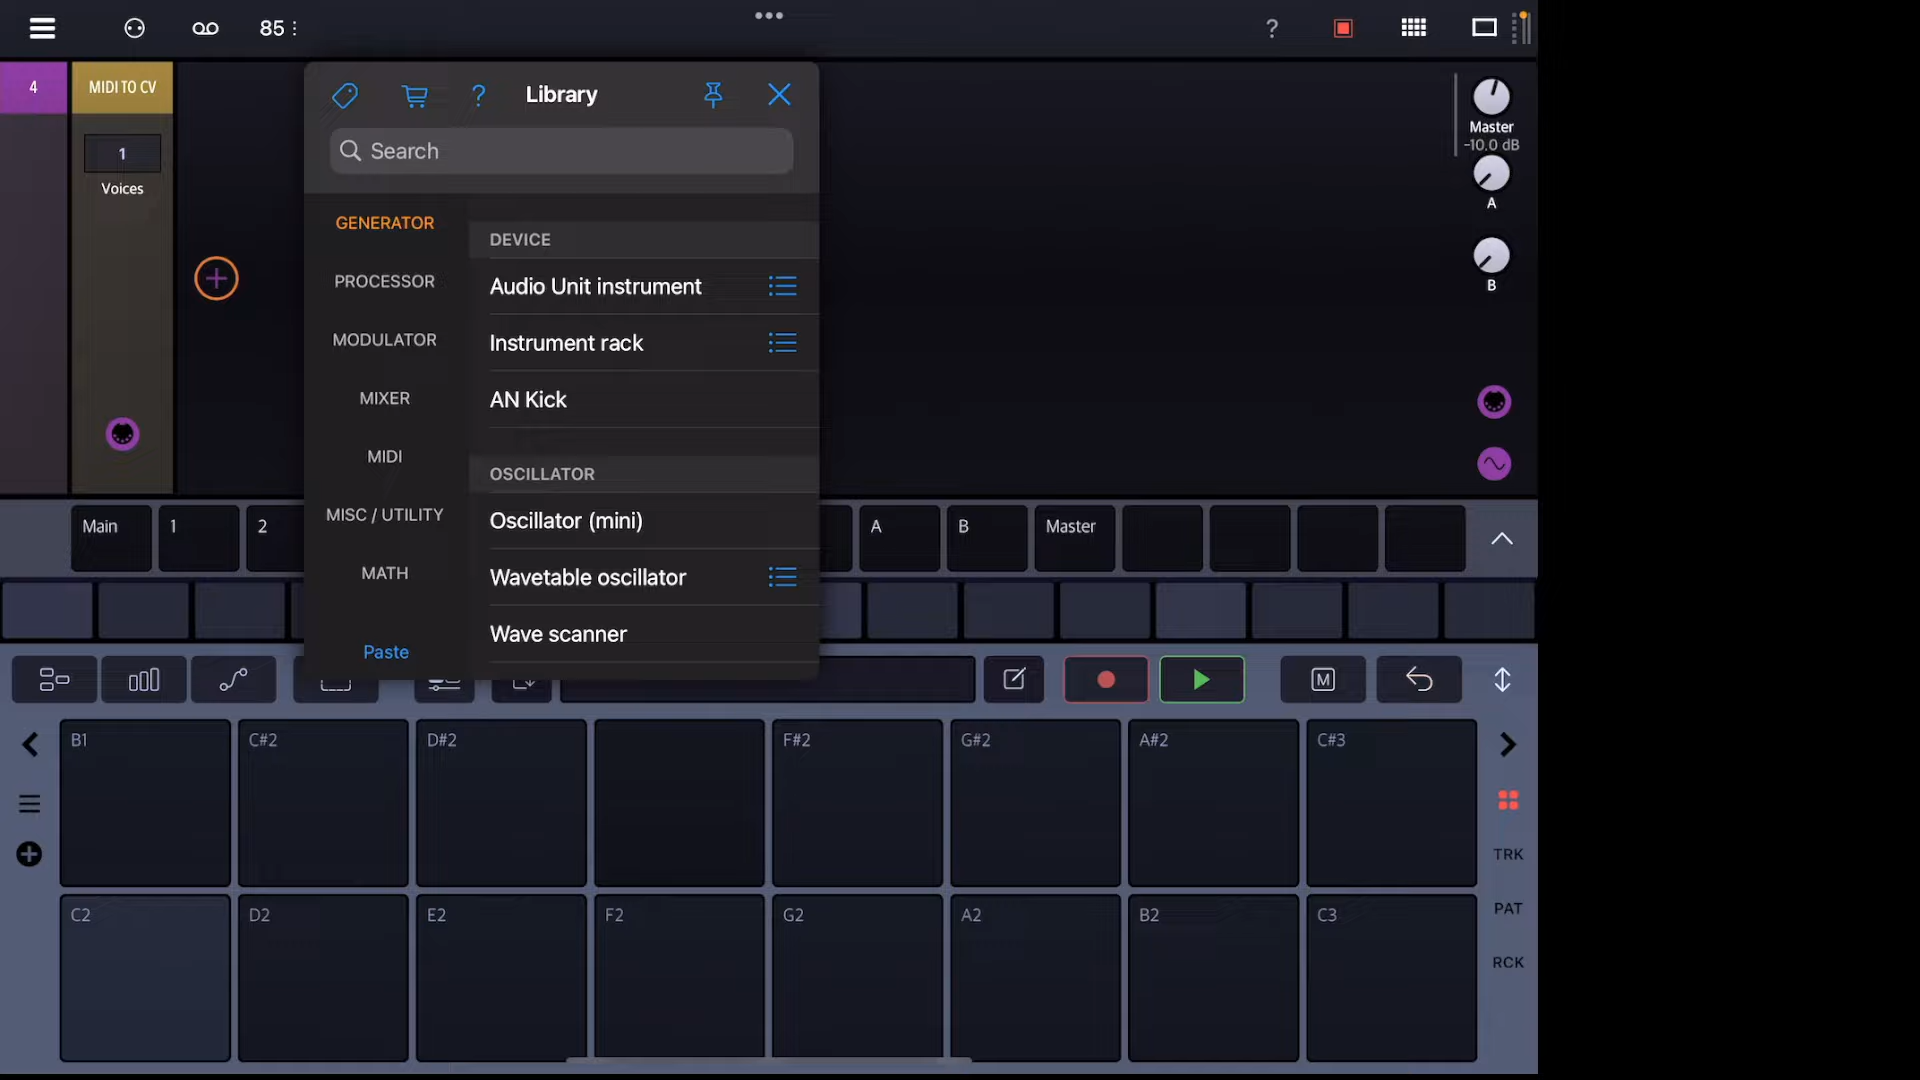 85
?
4
MIDI TO CV
? Library
Search
1
Voices
Master
-10.0 dB
A
B
GENERATOR
PROCESSOR
MODULATOR
MIXER
MIDI
MISC / UTILITY
MATH
Paste
DEVICE
Audio Unit instrument
Instrument rack
AN Kick
OSCILLATOR
Oscillator (mini)
Wavetable oscillator
Wave scanner
Main 1 2 A B Master
M
B1 C#2 D#2 F#2 G#2 A#2 C#3
TRK
C2 D2 E2 F2 G2 A2 B2 C3
PAT
RCK